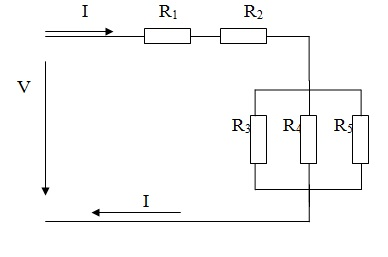 I R₁ R₂
V
R₃ R₄ R₅
I